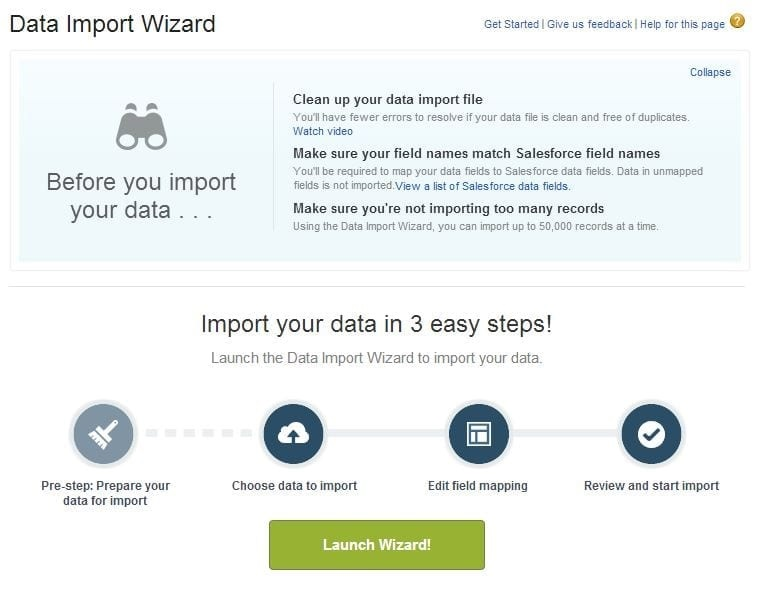 Data Import Wizard
Get Started | Give us feedback | Help for this page ?
Collapse
Before you import
your data . . .
Clean up your data import file
You'll have fewer errors to resolve if your data file is clean and free of duplicates.
Watch video
Make sure your field names match Salesforce field names
You'll be required to map your data fields to Salesforce data fields. Data in unmapped
fields is not imported.View a list of Salesforce data fields.
Make sure you're not importing too many records
Using the Data Import Wizard, you can import up to 50,000 records at a time.
Import your data in 3 easy steps!
Launch the Data Import Wizard to import your data.
Pre-step: Prepare your
data for import
Choose data to import
Edit field mapping
Review and start import
Launch Wizard!